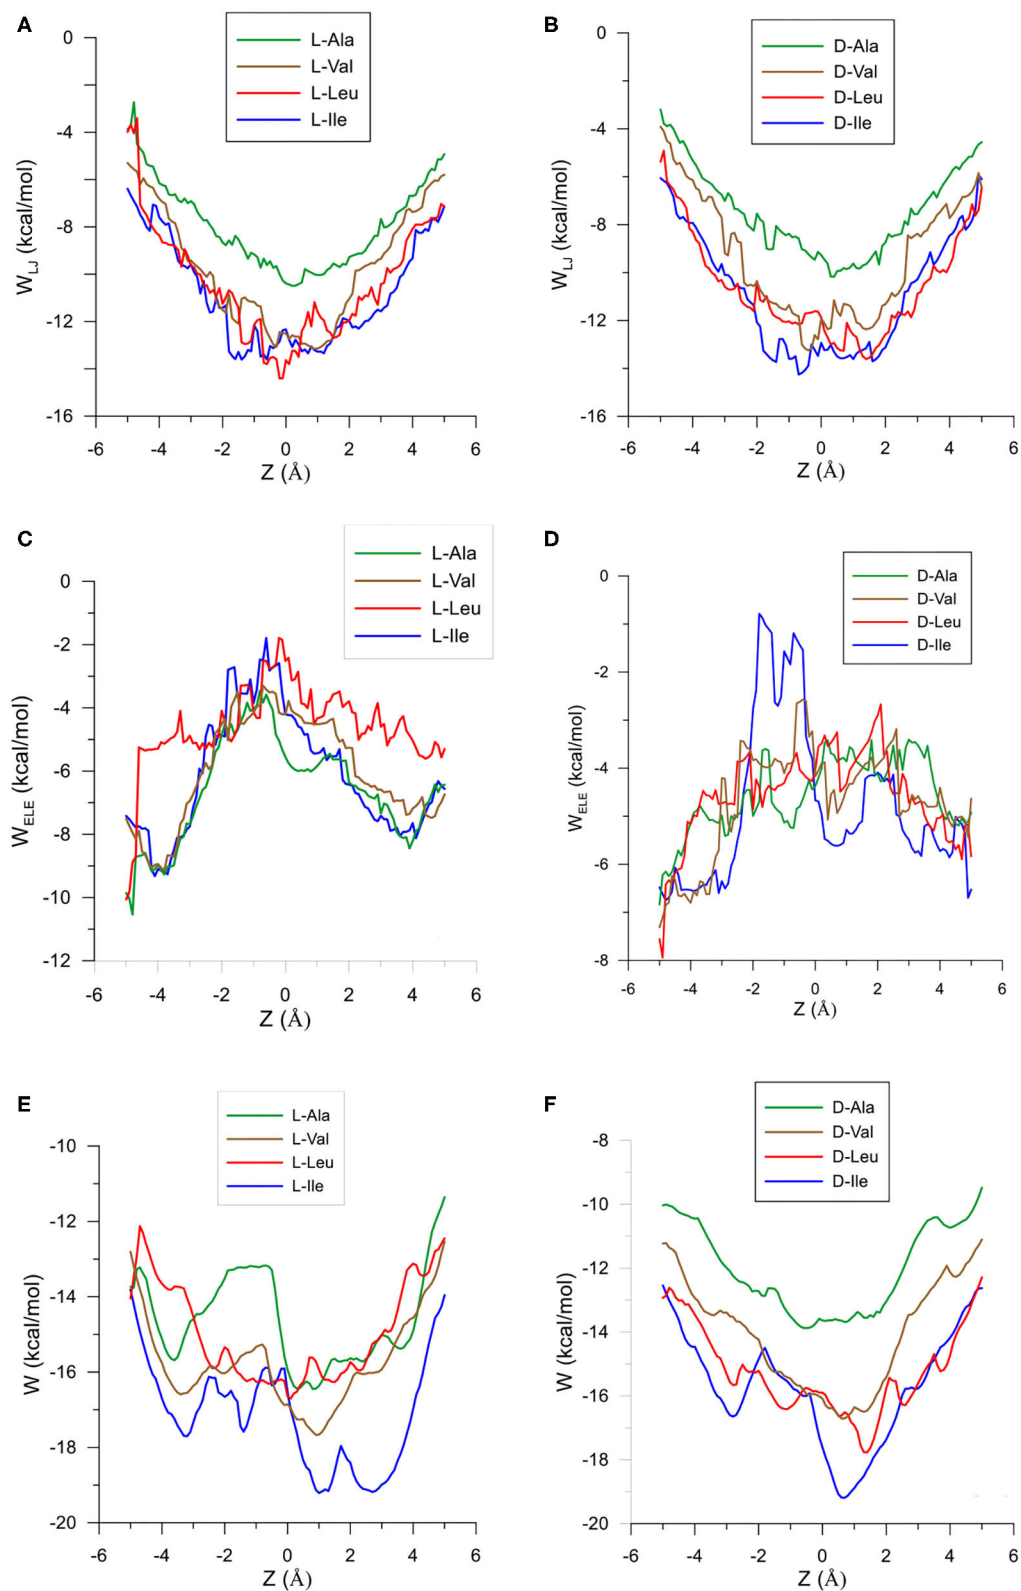 A
L-Ala
L-Val
L-Leu
L-Ile
0
-4
-8
-12
-16
W_LJ (kcal/mol)
-6 -4 -2 0 2 4 6
Z (Å)
B
D-Ala
D-Val
D-Leu
D-Ile
0
-4
-8
-12
-16
W_LJ (kcal/mol)
-6 -4 -2 0 2 4 6
Z (Å)
C
L-Ala
L-Val
L-Leu
L-Ile
0
-2
-4
-6
-8
-10
-12
W_ELE (kcal/mol)
-6 -4 -2 0 2 4 6
Z (Å)
D
D-Ala
D-Val
D-Leu
D-Ile
0
-2
-4
-6
-8
W_ELE (kcal/mol)
-6 -4 -2 0 2 4 6
Z (Å)
E
L-Ala
L-Val
L-Leu
L-Ile
-10
-12
-14
-16
-18
-20
W (kcal/mol)
-6 -4 -2 0 2 4 6
Z (Å)
F
D-Ala
D-Val
D-Leu
D-Ile
-8
-10
-12
-14
-16
-18
-20
W (kcal/mol)
-6 -4 -2 0 2 4 6
Z (Å)